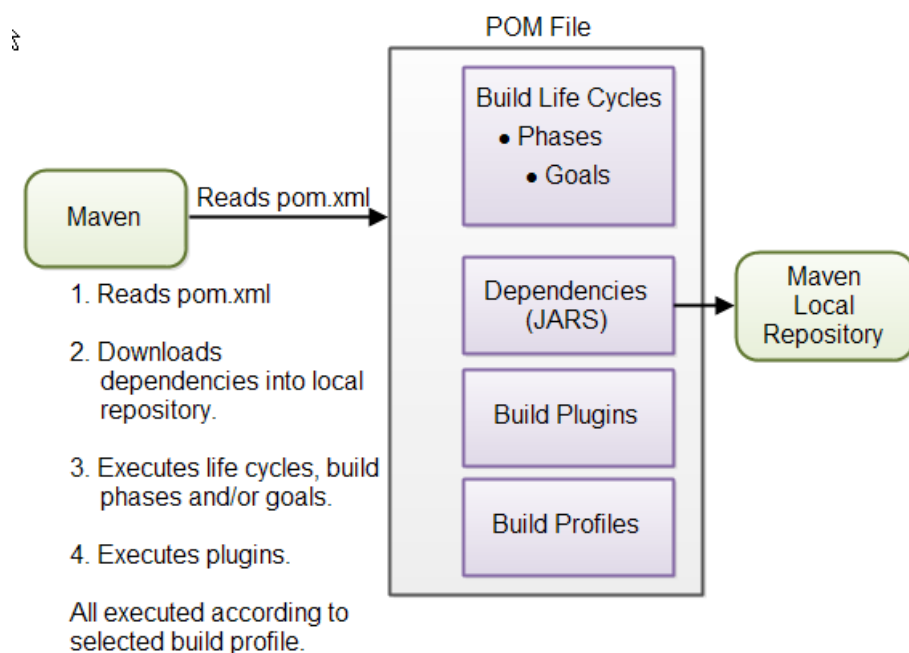 POM File
Build Life Cycles
● Phases
● Goals
Maven
Reads pom.xml
Dependencies
(JARS)
Maven
Local
Repository
Build Plugins
Build Profiles
1. Reads pom.xml
2. Downloads
dependencies into local
repository.
3. Executes life cycles, build
phases and/or goals.
4. Executes plugins.
All executed according to
selected build profile.